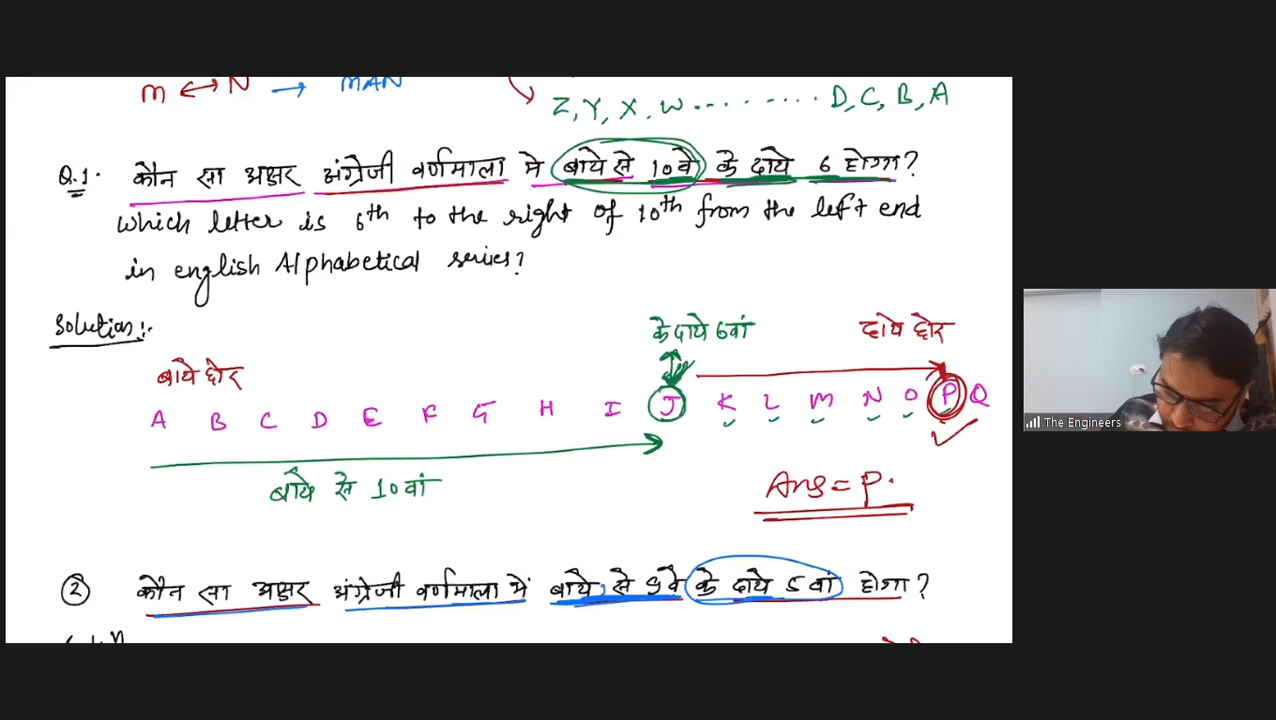 M ↔ N → MAN
Z, Y, X, W ........... D, C, B, A
Q.1. कौन सा अक्षर अंग्रेजी वर्णमाला मे बाये से 10वे के दाये 6 होगा?
Which letter is 6th to the right of 10th from the left end
in english Alphabetical series?
Solution:-
के दाये 6वां
दाये छोर
बाये छोर
A B C D E F G H I J K L M N O P Q
बाये से 10वां
Ans = P.
② कौन सा अक्षर अंग्रेजी वर्णमाला में बाये से 9वे के दाये 5वां होगा?
The Engineers